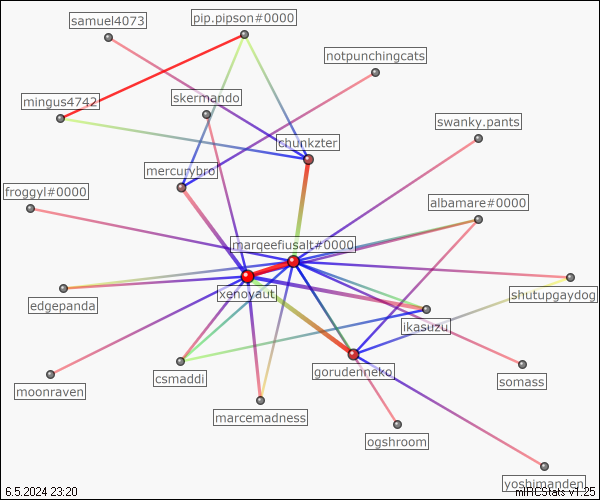 samuel4073
pip.pipson#0000
notpunchingcats
mingus4742
skermando
swanky.pants
chunkzter
mercurybro
froggyl#0000
albamare#0000
marqeefiusalt#0000
xenoyaut
edgepanda
shutupgaydog
ikasuzu
gorudenneko
csmaddi
moonraven
somass
marcemadness
ogshroom
yoshimanden
6.5.2024 23:20
mIRCStats v1.25